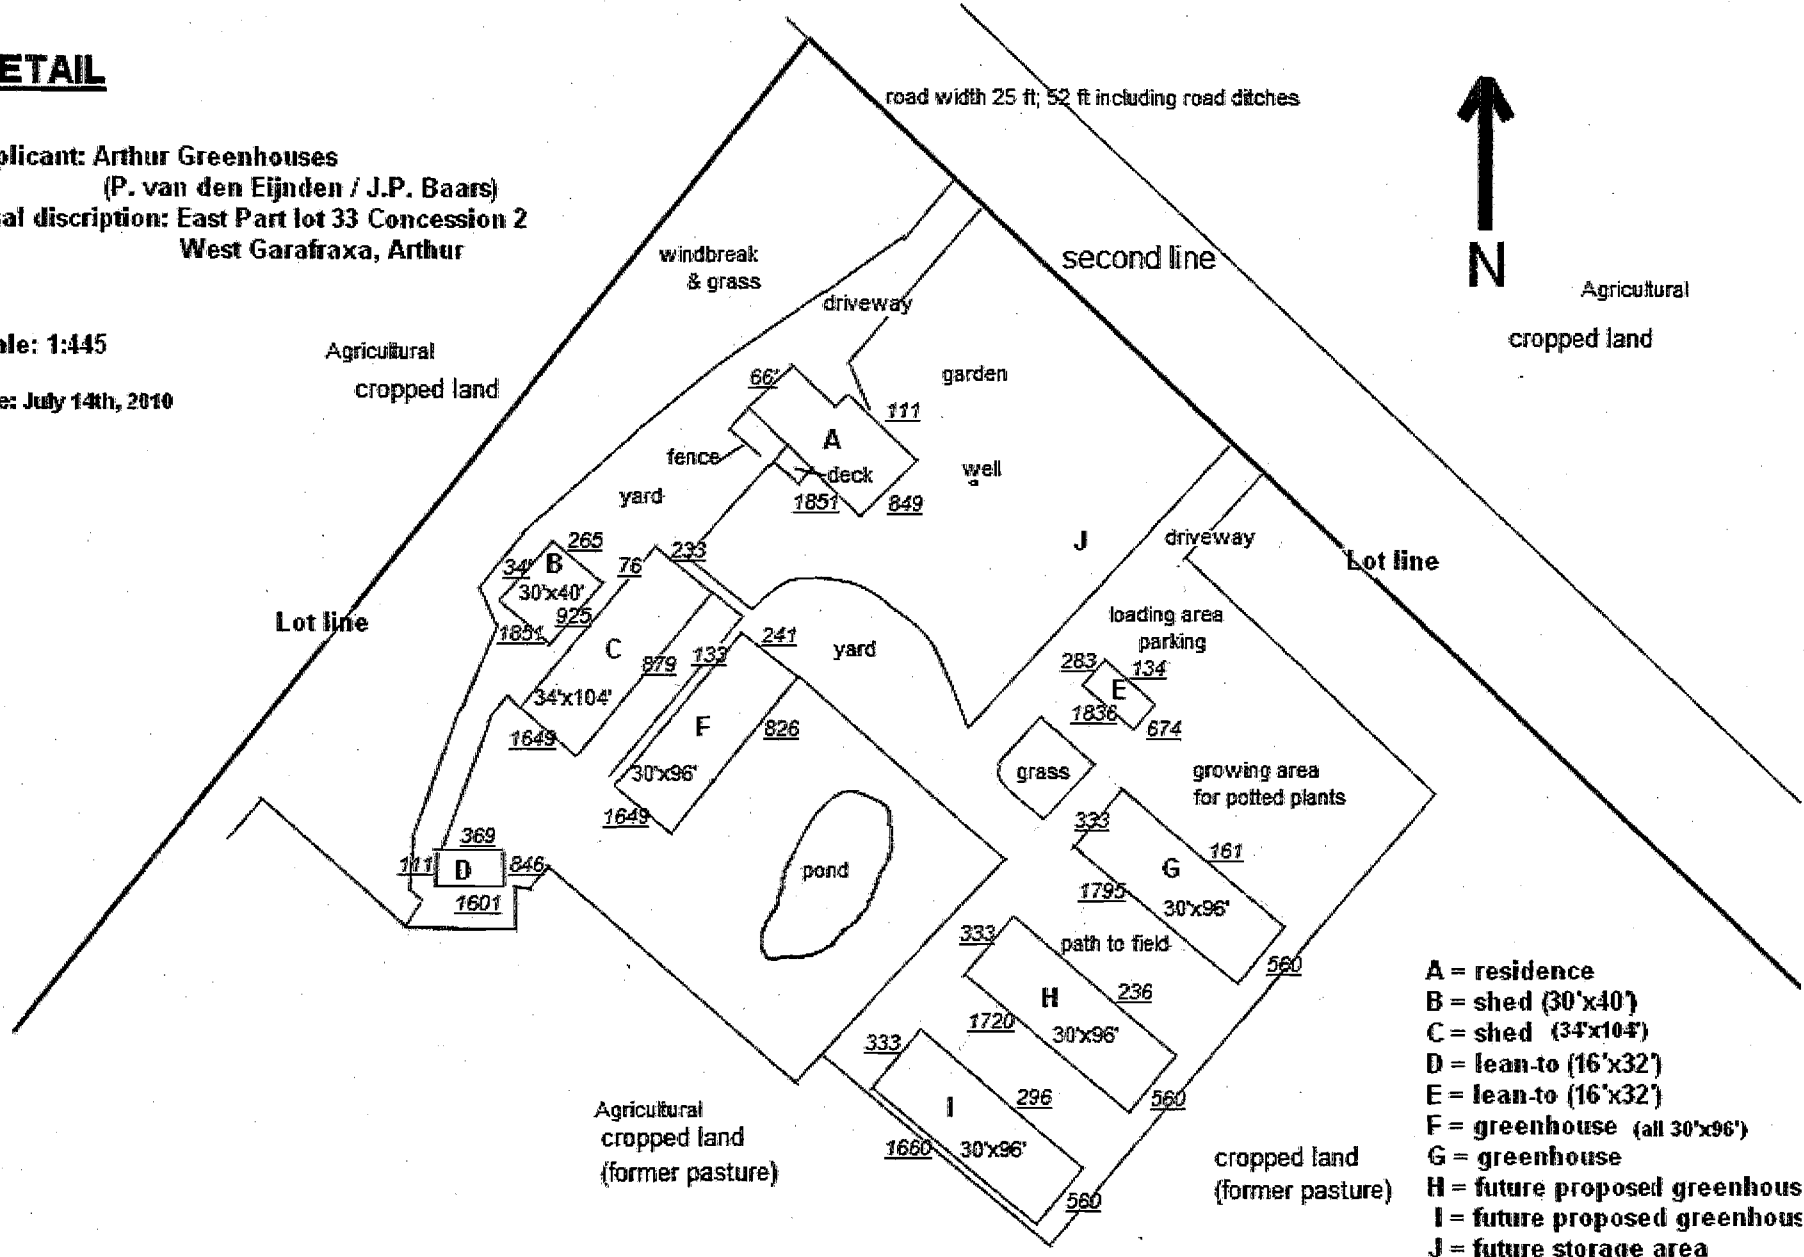 ETAIL
plicant: Arthur Greenhouses
(P. van den Eijnden / J.P. Baars)
al discription: East Part lot 33 Concession 2
West Garafraxa, Arthur
ale: 1:445
e: July 14th, 2010
road width 25 ft; 52 ft including road ditches
N
second line
Agricultural
cropped land
windbreak
& grass
driveway
Agricultural
cropped land
garden
66'
111
A
fence
deck
well
1851
849
yard
J
driveway
Lot line
265
34'
B
30'x40'
925
1851
76
233
Lot line
C
879
34'x104'
1649
133
241
yard
F
826
30'x96'
1649
loading area
parking
283
134
E
1836
674
grass
growing area
for potted plants
369
111
D
846
1601
pond
333
161
G
1795
30'x96'
560
333
path to field
236
H
1720
30'x96'
560
333
296
I
1660
30'x96'
560
Agricultural
cropped land
(former pasture)
cropped land
(former pasture)
A = residence
B = shed (30'x40')
C = shed (34'x104')
D = lean-to (16'x32')
E = lean-to (16'x32')
F = greenhouse (all 30'x96')
G = greenhouse
H = future proposed greenhous
I = future proposed greenhous
J = future storage area